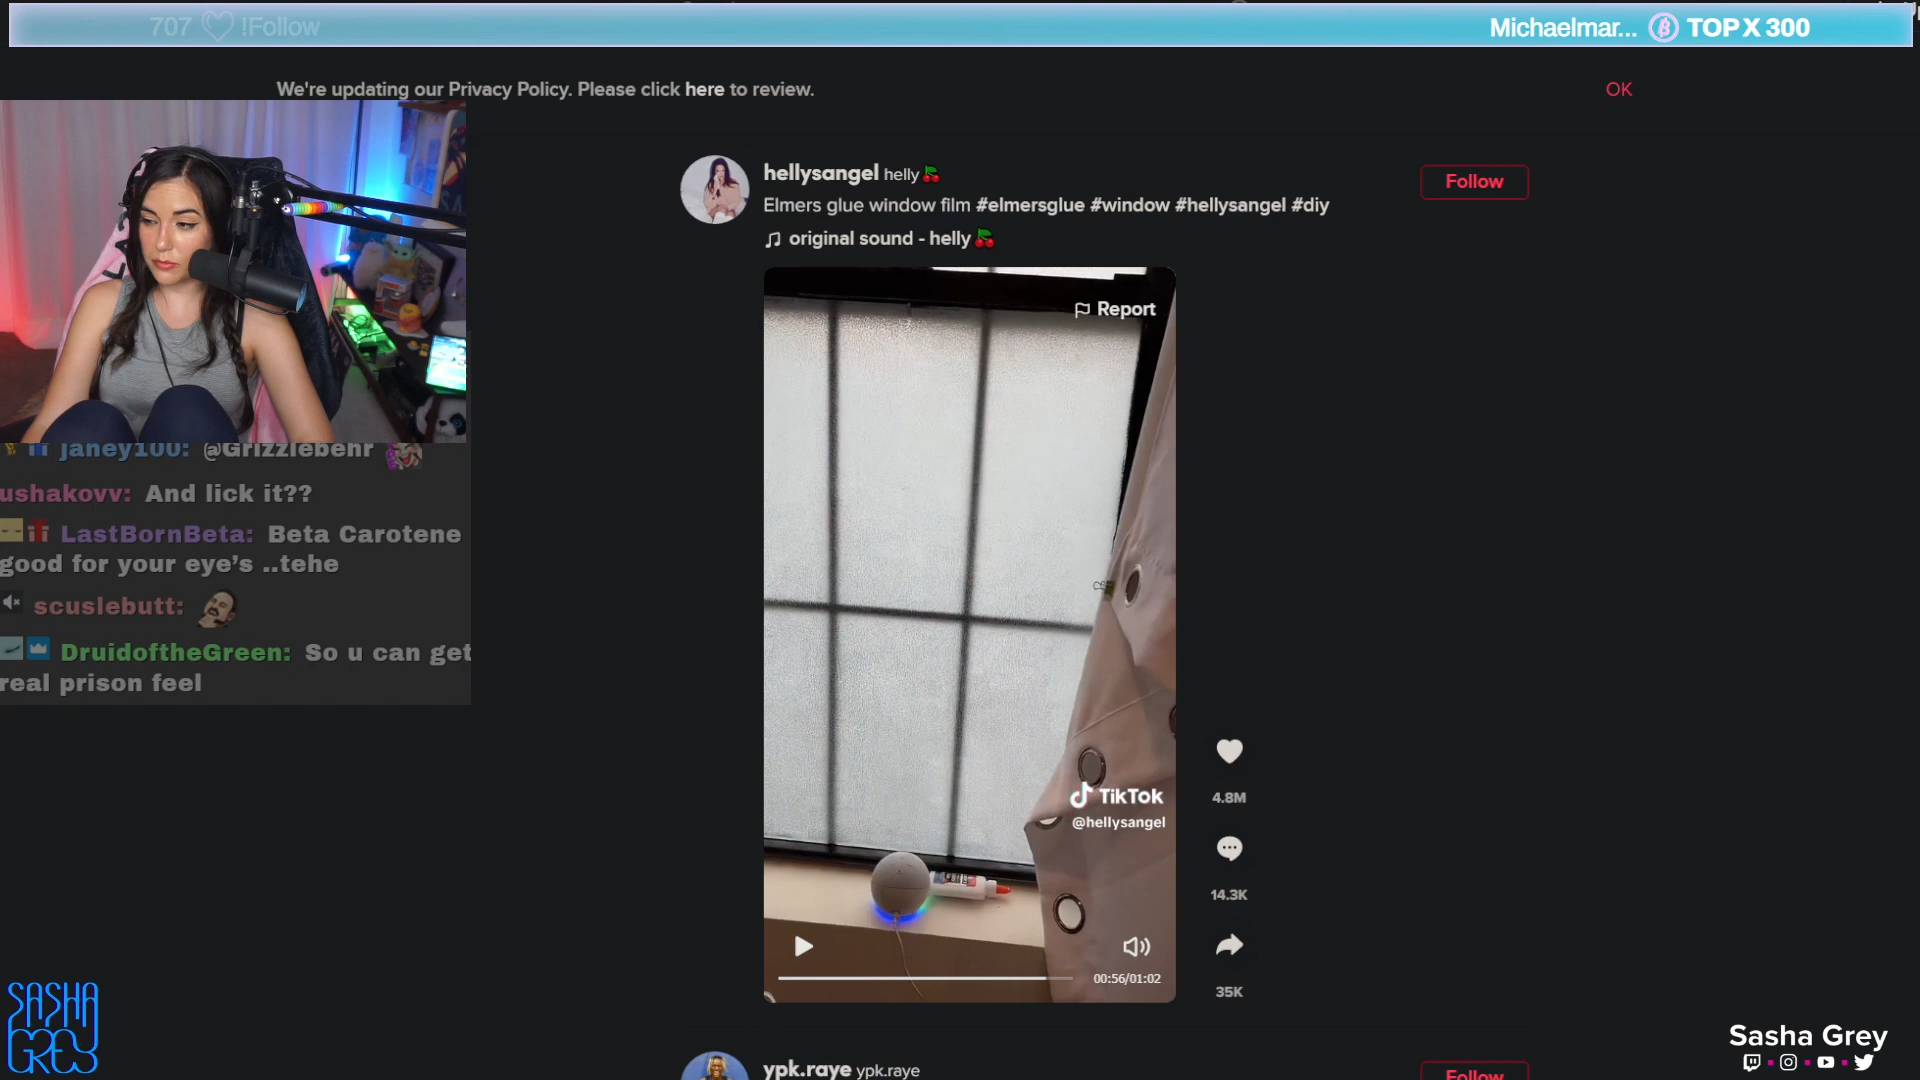 707 !Follow
Michaelmar... TOP X 300
We're updating our Privacy Policy. Please click here to review.
OK
hellysangel helly
Follow
Elmers glue window film #elmersglue #window #hellysangel #diy
original sound - helly
Report
janey100: @Grizzlebehr
ushakovv: And lick it??
LastBornBeta: Beta Carotene
good for your eye's ..tehe
scuslebutt:
DruidoftheGreen: So u can get
real prison feel
TikTok
@hellysangel
4.8M
14.3K
35K
00:56/01:02
SASHA
GREY
Sasha Grey
ypk.raye ypk.raye
Follow